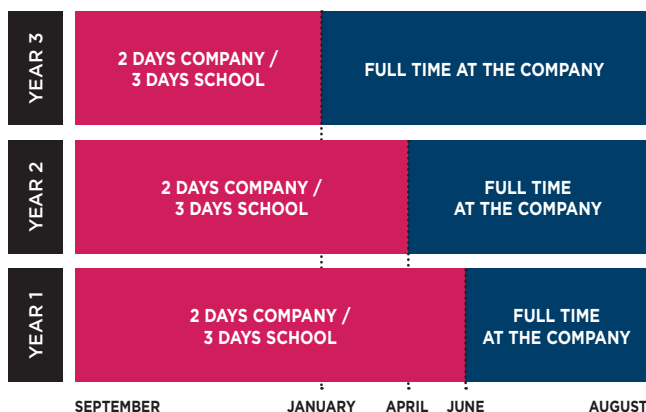 YEAR 3
2 DAYS COMPANY /
3 DAYS SCHOOL
FULL TIME AT THE COMPANY
YEAR 2
2 DAYS COMPANY /
3 DAYS SCHOOL
FULL TIME
AT THE COMPANY
YEAR 1
2 DAYS COMPANY /
3 DAYS SCHOOL
FULL TIME
AT THE COMPANY
SEPTEMBER JANUARY APRIL JUNE AUGUST